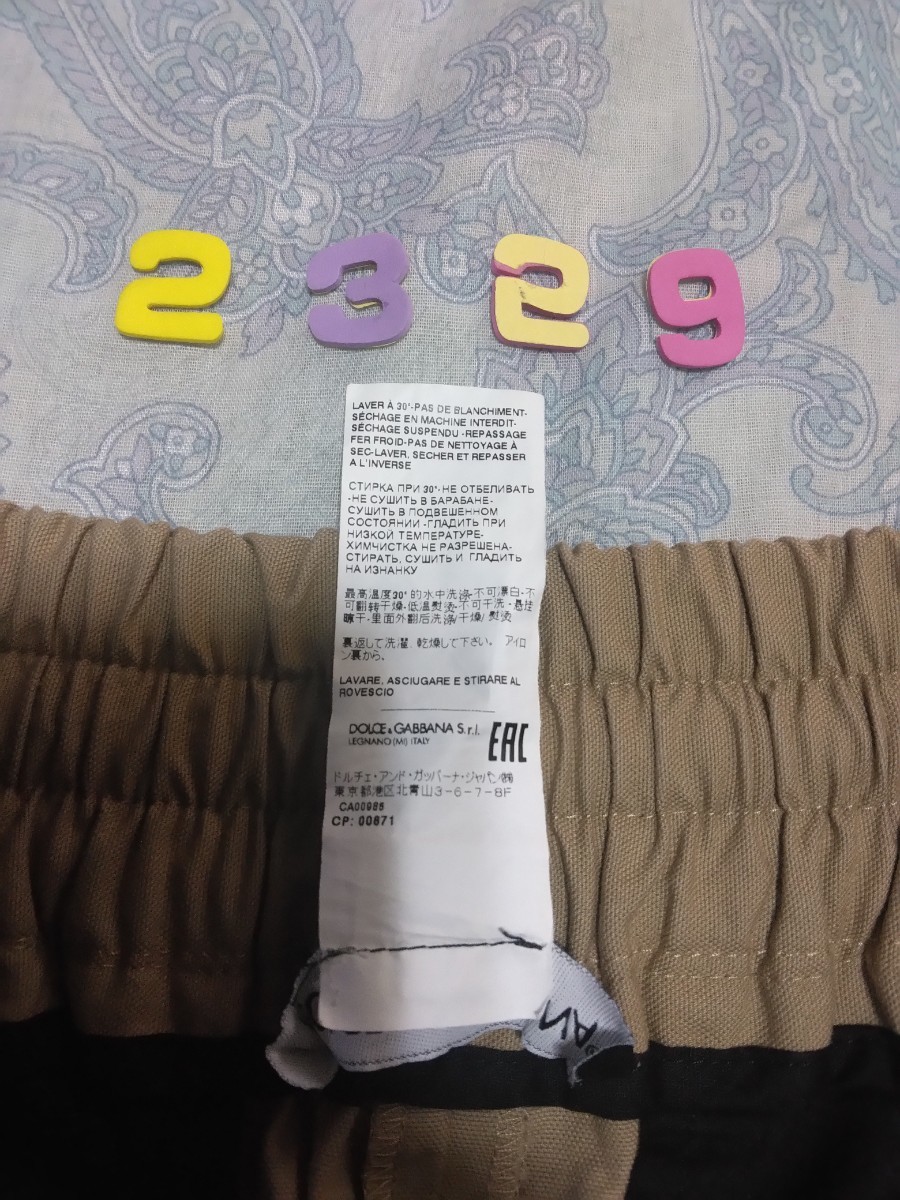 2 3 2 9
LAVER À 30°-PAS DE BLANCHIMENT-
SÉCHAGE EN MACHINE INTERDIT-
SÉCHAGE SUSPENDU -REPASSAGE
FER FROID-PAS DE NETTOYAGE À
SEC-LAVER, SECHER ET REPASSER
A L'INVERSE
СТИРКА ПРИ 30°-НЕ ОТБЕЛИВАТЬ
-НЕ СУШИТЬ В БАРАБАНЕ-
СУШИТЬ В ПОДВЕШЕННОМ
СОСТОЯНИИ -ГЛАДИТЬ ПРИ
НИЗКОЙ ТЕМПЕРАТУРЕ-
ХИМЧИСТКА НЕ РАЗРЕШЕНА-
СТИРАТЬ, СУШИТЬ И ГЛАДИТЬ
НА ИЗНАНКУ
最高温度30°的水中洗涤-不可漂白-不
可翻转干燥-低温熨烫-不可干洗-悬挂
晾干-里面外翻后洗涤/干燥/熨烫
裏返して洗濯、乾燥して下さい。 アイロ
ン裏から。
LAVARE, ASCIUGARE E STIRARE AL
ROVESCIO
DOLCE & GABBANA S.r.l.
LEGNANO (MI) ITALY
EAC
ドルチェ・アンド・ガッバーナ・ジャパン㈱
東京都港区北青山3-6-7-8F
CA00985
CP: 00671